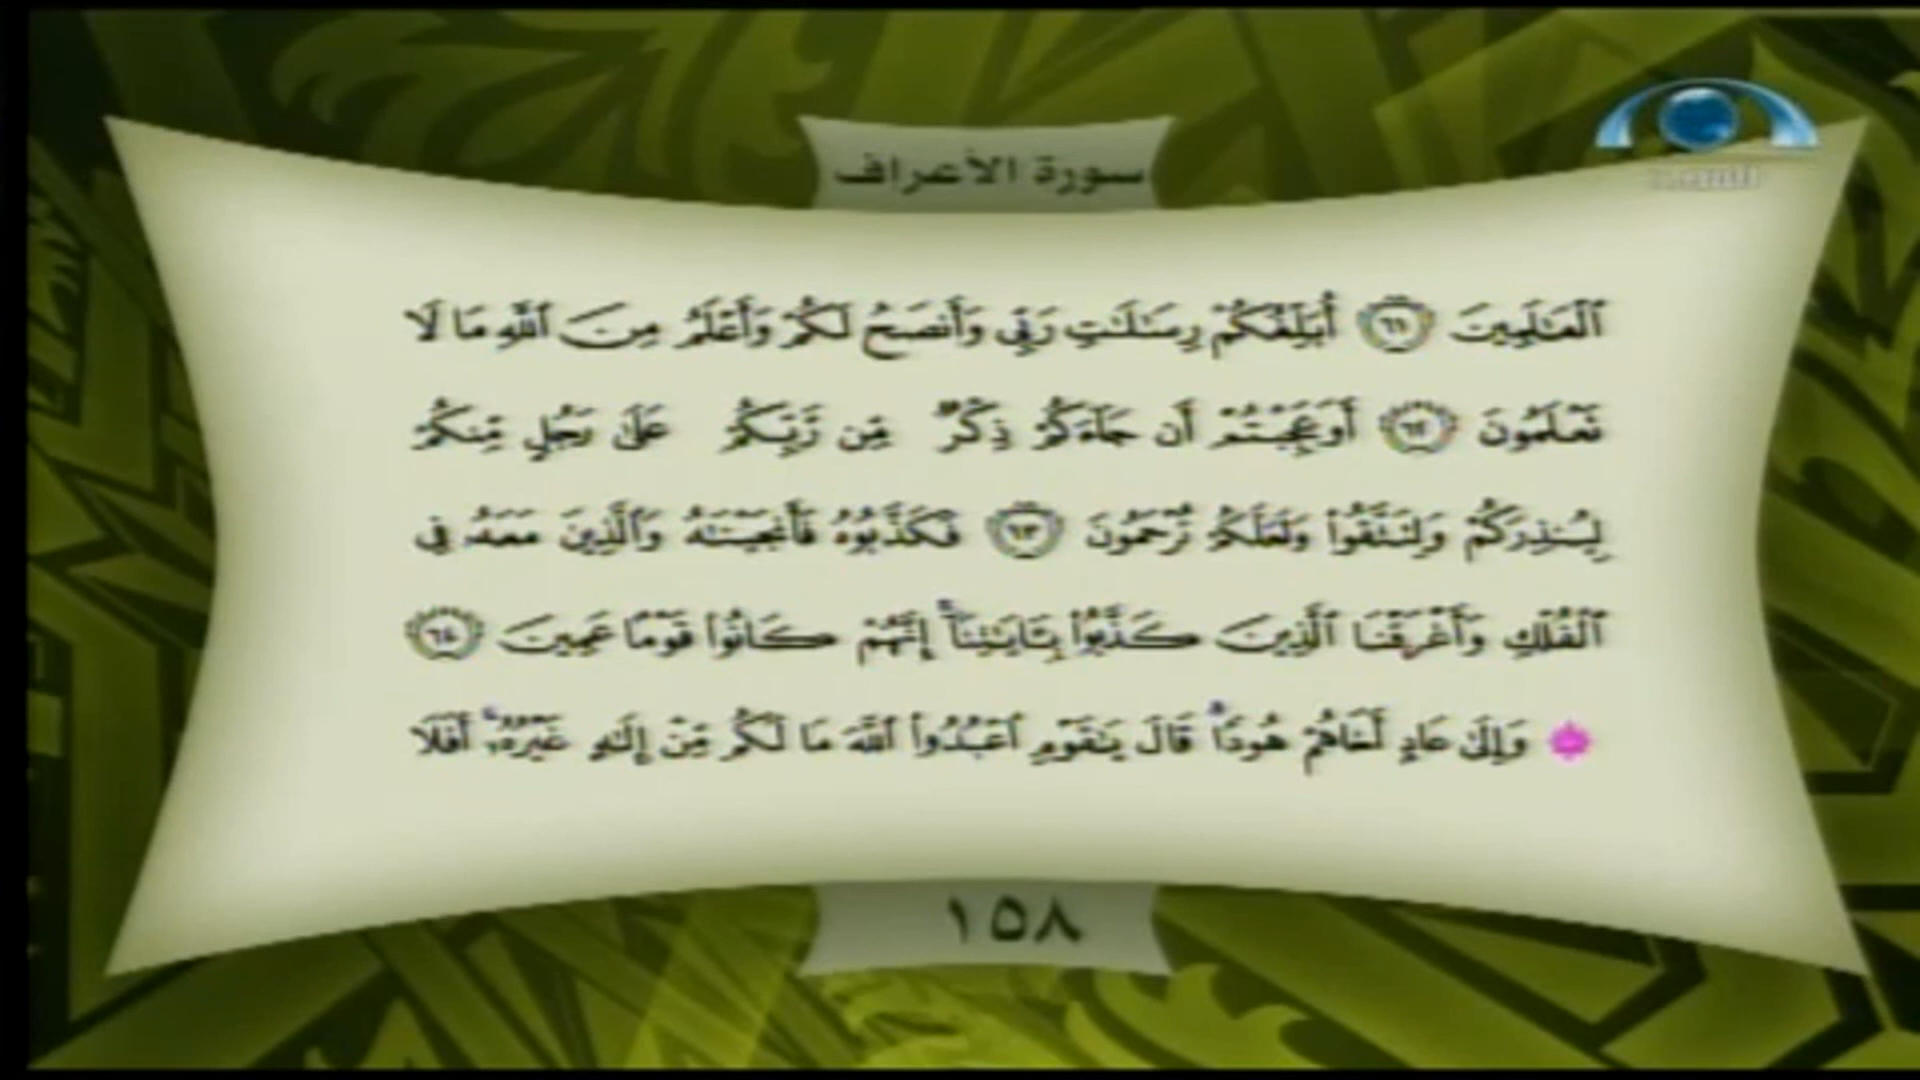 سورة الأعراف
ٱلْعَـٰلَمِينَ ٦١ أُبَلِّغُكُمْ رِسَـٰلَـٰتِ رَبِّى وَأَنصَحُ لَكُمْ وَأَعْلَمُ مِنَ ٱللَّهِ مَا لَا
تَعْلَمُونَ ٦٢ أَوَعَجِبْتُمْ أَن جَآءَكُمْ ذِكْرٌ مِّن رَّبِّكُمْ عَلَىٰ رَجُلٍ مِّنكُمْ
لِيُنذِرَكُمْ وَلِتَتَّقُوا۟ وَلَعَلَّكُمْ تُرْحَمُونَ ٦٣ فَكَذَّبُوهُ فَأَنجَيْنَـٰهُ وَٱلَّذِينَ مَعَهُۥ فِى
ٱلْفُلْكِ وَأَغْرَقْنَا ٱلَّذِينَ كَذَّبُوا۟ بِـَٔايَـٰتِنَآ ۚ إِنَّهُمْ كَانُوا۟ قَوْمًا عَمِينَ ٦٤
۞ وَإِلَىٰ عَادٍ أَخَاهُمْ هُودًا ۗ قَالَ يَـٰقَوْمِ ٱعْبُدُوا۟ ٱللَّهَ مَا لَكُم مِّنْ إِلَـٰهٍ غَيْرُهُۥٓ ۚ أَفَلَا
١٥٨